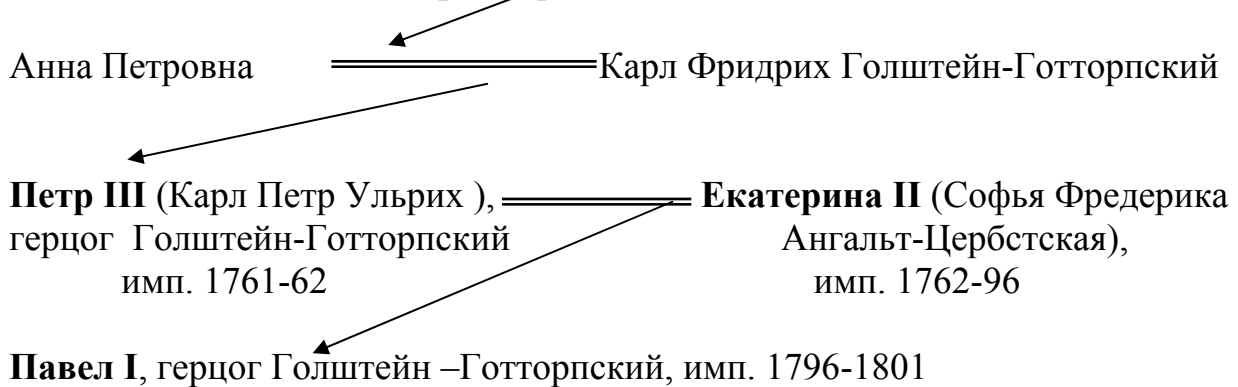 Анна Петровна Карл Фридрих Голштейн-Готторпский
Петр III (Карл Петр Ульрих ), Екатерина II (Софья Фредерика
герцог Голштейн-Готторпский Ангальт-Цербстская),
имп. 1761-62 имп. 1762-96
Павел I, герцог Голштейн –Готторпский, имп. 1796-1801